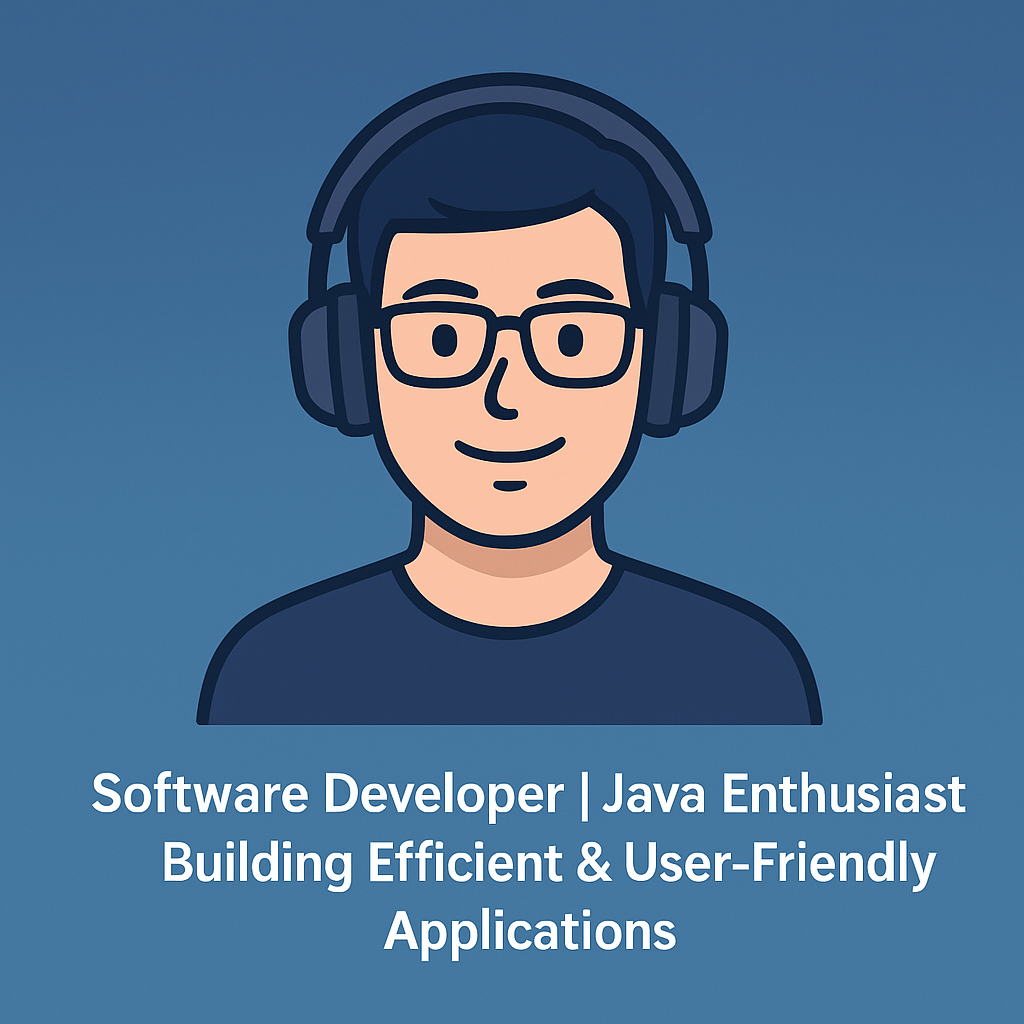 Software Developer | Java Enthusiast
Building Efficient & User-Friendly
Applications